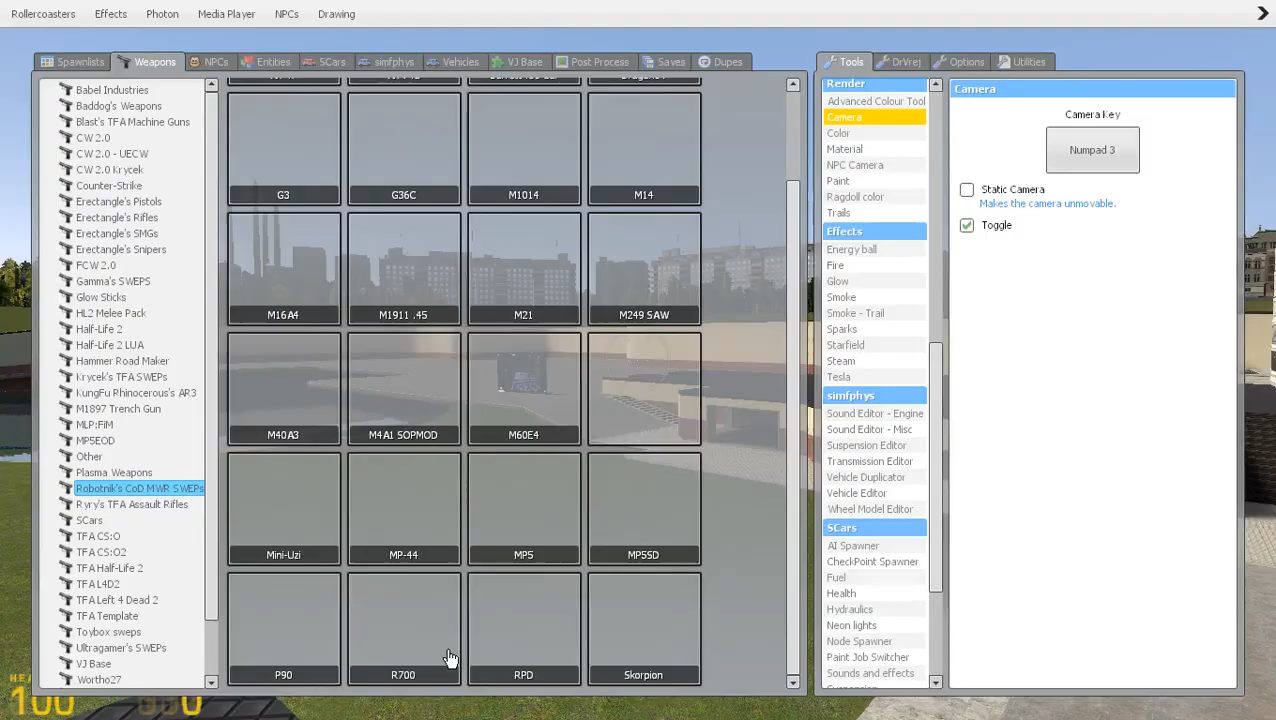 Rollercoasters Effects Photon Media Player NPCs Drawing
Spawnlists Weapons NPCs Entities SCars simfphys Vehicles VJ Base Post Process Saves Dupes
Babel Industries
Baddog's Weapons
Blast's TFA Machine Guns
CW 2.0
CW 2.0 - UECW
CW 2.0 Krycek
Counter-Strike
Erectangle's Pistols
Erectangle's Rifles
Erectangle's SMGs
Erectangle's Snipers
FCW 2.0
Gamma's SWEPS
Glow Sticks
HL2 Melee Pack
Half-Life 2
Half-Life 2 LUA
Hammer Road Maker
Krycek's TFA SWEPs
KungFu Rhinocerous's AR3
M1897 Trench Gun
MLP:FiM
MP5EOD
Other
Plasma Weapons
Robotnik's CoD MWR SWEPs
Ryry's TFA Assault Rifles
SCars
TFA CS:O
TFA CS:O2
TFA Half-Life 2
TFA L4D2
TFA Left 4 Dead 2
TFA Template
Toybox sweps
Ultragamer's SWEPS
VJ Base
Wortho27
G3 G36C M1014 M14
M16A4 M1911 .45 M21 M249 SAW
M40A3 M4A1 SOPMOD M60E4
Mini-Uzi MP-44 MP5 MP5SD
P90 R700 RPD Skorpion
Tools DrVrej Options Utilities
Render
Advanced Colour Tool
Camera
Color
Material
NPC Camera
Paint
Ragdoll color
Trails
Effects
Energy ball
Fire
Glow
Smoke
Smoke - Trail
Sparks
Starfield
Steam
Tesla
simfphys
Sound Editor - Engine
Sound Editor - Misc
Suspension Editor
Transmission Editor
Vehicle Duplicator
Vehicle Editor
Wheel Model Editor
SCars
AI Spawner
CheckPoint Spawner
Fuel
Health
Hydraulics
Neon lights
Node Spawner
Paint Job Switcher
Sounds and effects
Camera
Camera Key
Numpad 3
Static Camera
Makes the camera unmovable.
Toggle
100